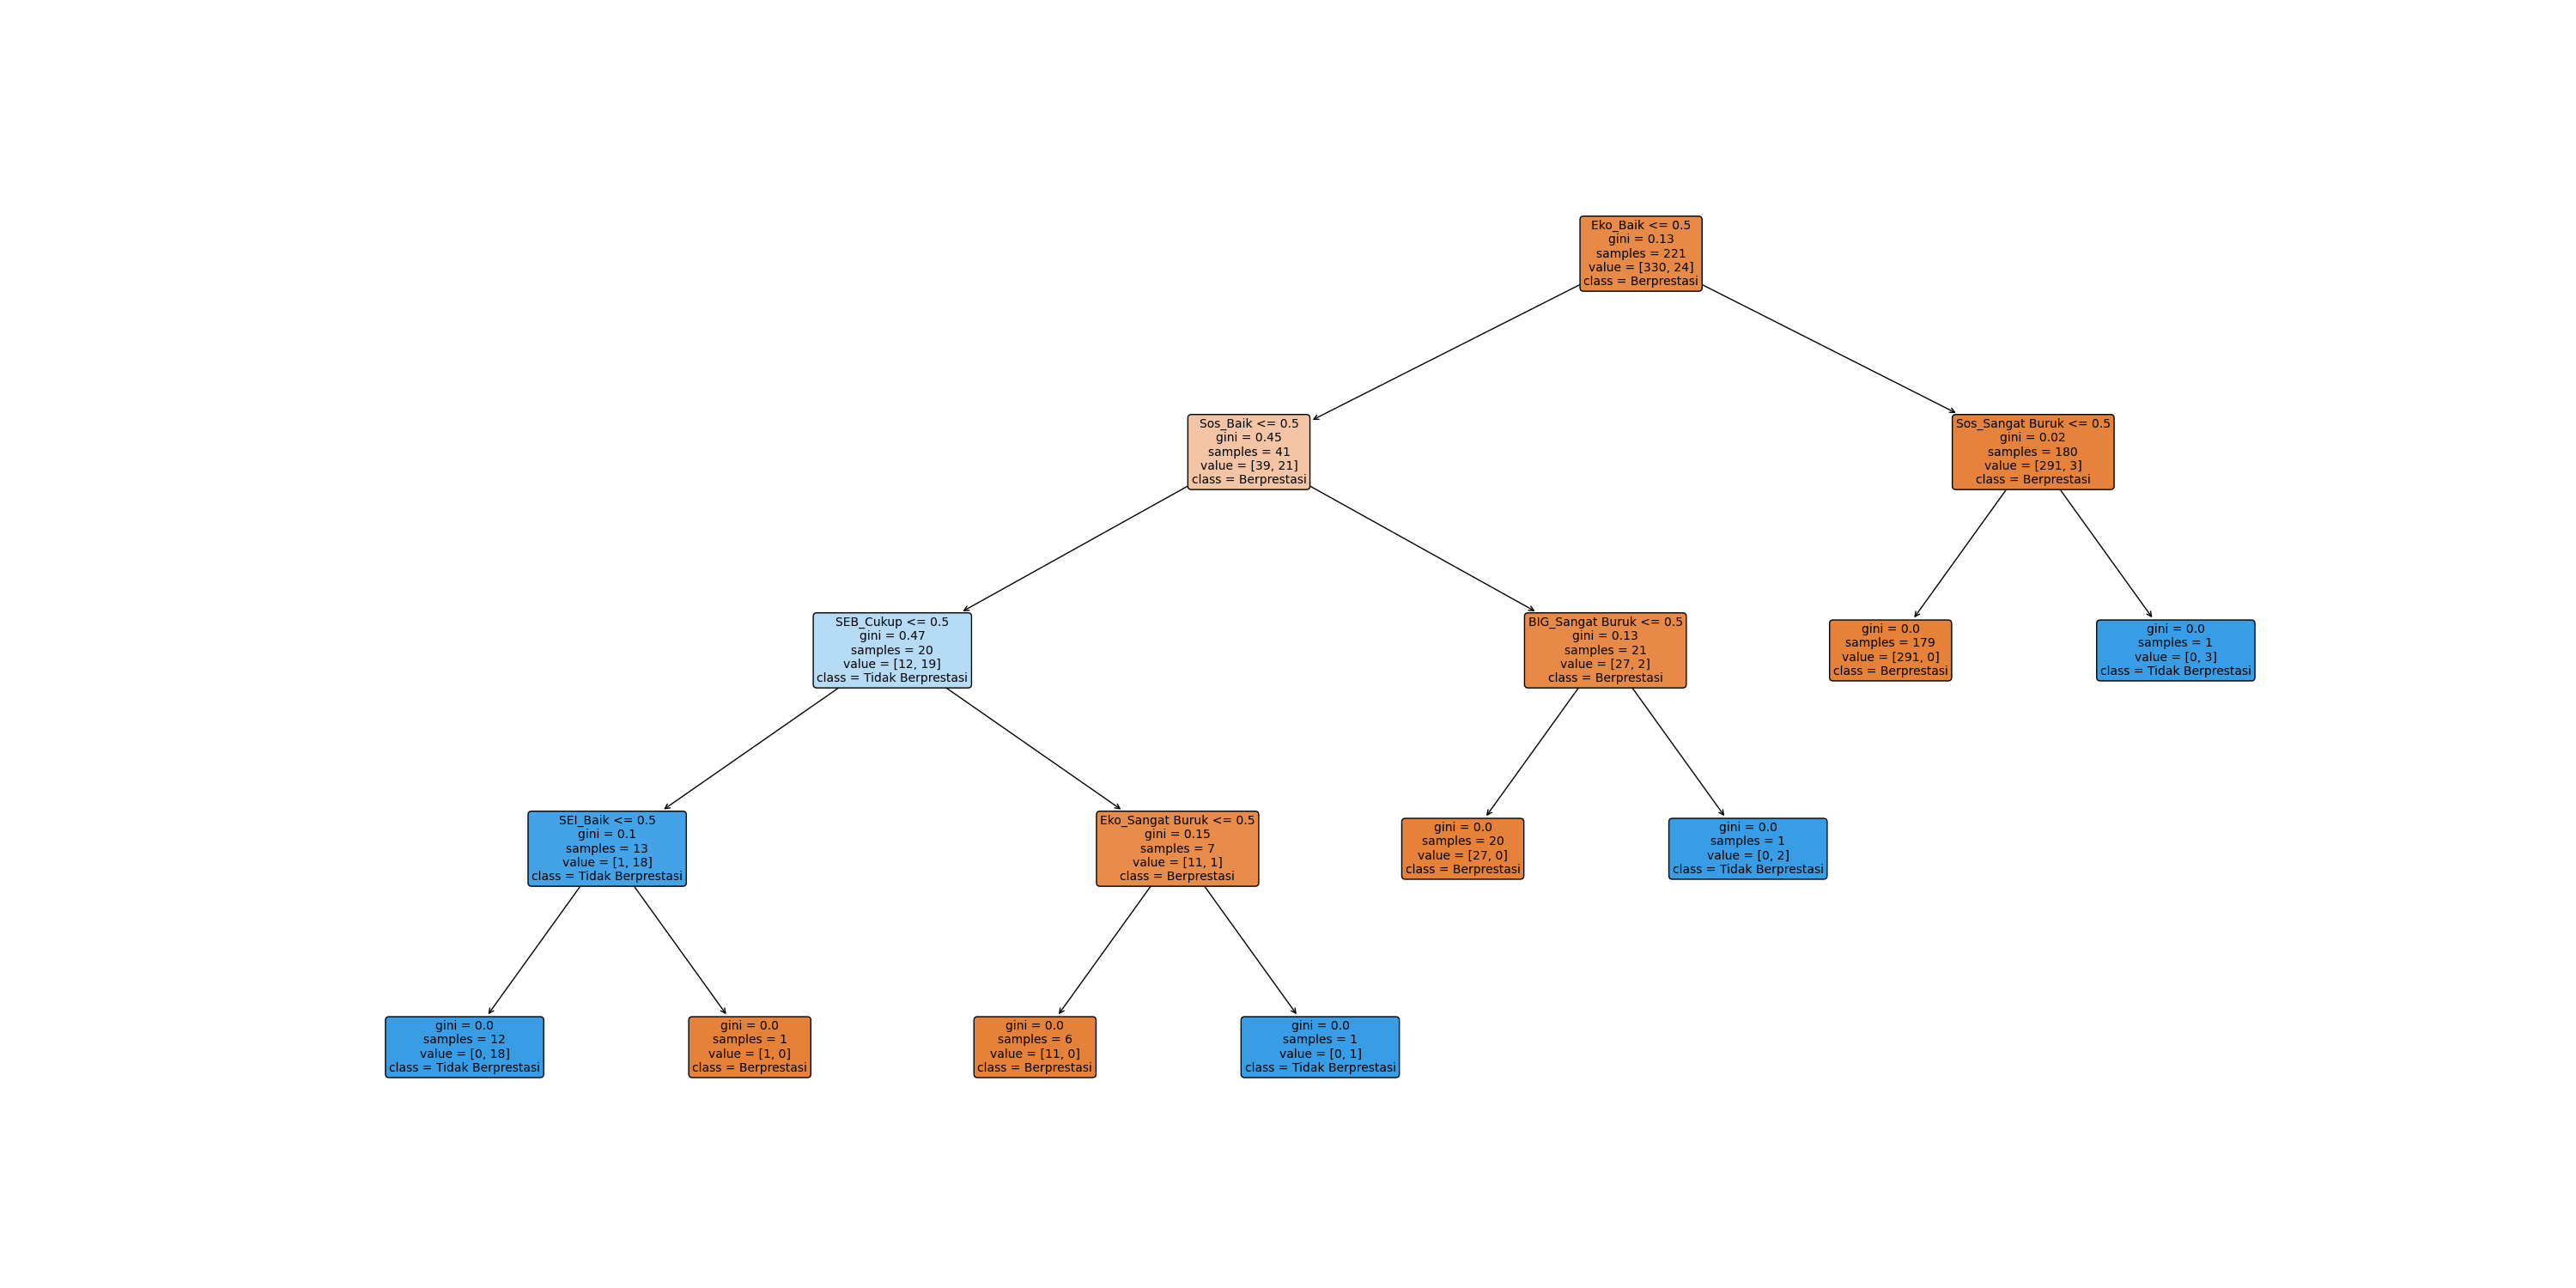 Eko_Baik <= 0.5
gini = 0.13
samples = 221
value = [330, 24]
class = Berprestasi
Sos_Baik <= 0.5
gini = 0.45
samples = 41
value = [39, 21]
class = Berprestasi
Sos_Sangat Buruk <= 0.5
gini = 0.02
samples = 180
value = [291, 3]
class = Berprestasi
SEB_Cukup <= 0.5
gini = 0.47
samples = 20
value = [12, 19]
class = Tidak Berprestasi
BIG_Sangat Buruk <= 0.5
gini = 0.13
samples = 21
value = [27, 2]
class = Berprestasi
gini = 0.0
samples = 179
value = [291, 0]
class = Berprestasi
gini = 0.0
samples = 1
value = [0, 3]
class = Tidak Berprestasi
SEI_Baik <= 0.5
gini = 0.1
samples = 13
value = [1, 18]
class = Tidak Berprestasi
Eko_Sangat Buruk <= 0.5
gini = 0.15
samples = 7
value = [11, 1]
class = Berprestasi
gini = 0.0
samples = 20
value = [27, 0]
class = Berprestasi
gini = 0.0
samples = 1
value = [0, 2]
class = Tidak Berprestasi
gini = 0.0
samples = 12
value = [0, 18]
class = Tidak Berprestasi
gini = 0.0
samples = 1
value = [1, 0]
class = Berprestasi
gini = 0.0
samples = 6
value = [11, 0]
class = Berprestasi
gini = 0.0
samples = 1
value = [0, 1]
class = Tidak Berprestasi